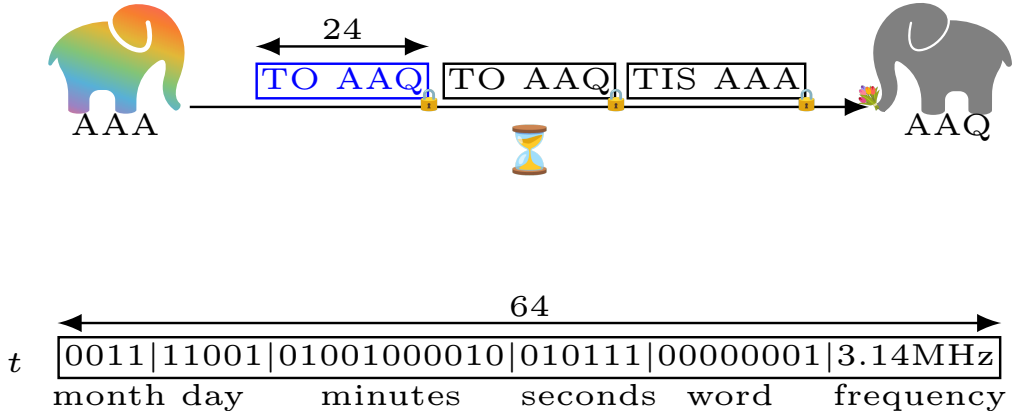 24
TO AAQ TO AAQ TIS AAA
AAA AAQ
64
t 0011|11001|01001000010|010111|00000001|3.14MHz
month day minutes seconds word frequency